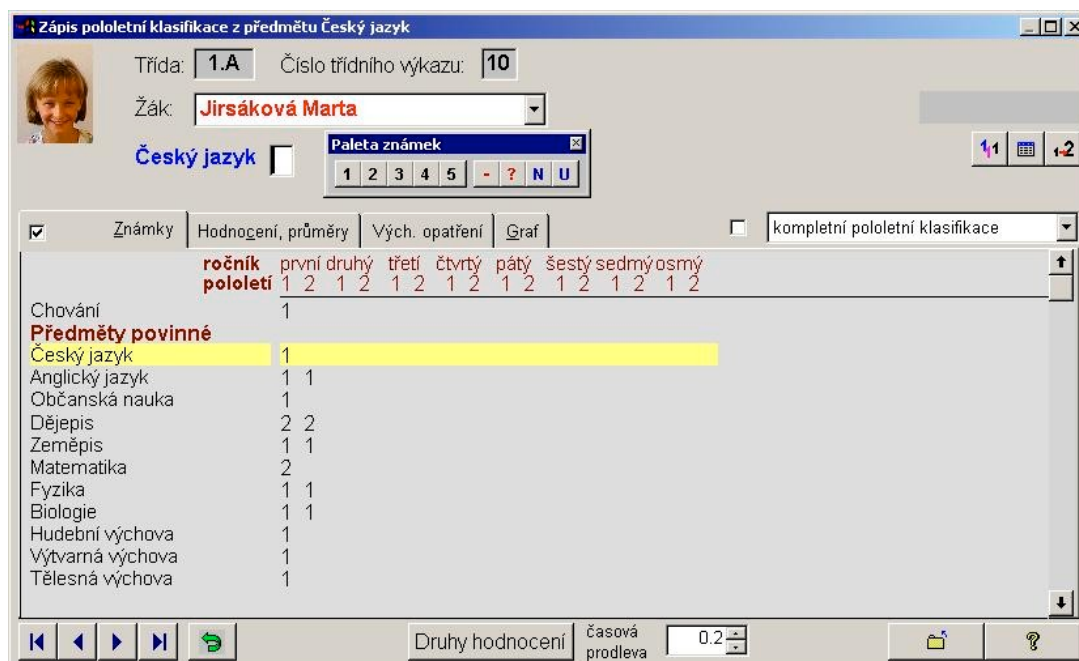 Zápis pololetní klasifikace z předmětu Český jazyk
Třída: 1.A Číslo třídního výkazu: 10
Žák: Jirsáková Marta
Český jazyk
Paleta známek
1 2 3 4 5 - ? N U
Známky Hodnocení, průměry Vých. opatření Graf kompletní pololetní klasifikace
ročník první druhý třetí čtvrtý pátý šestý sedmý osmý
pololetí 1 2 1 2 1 2 1 2 1 2 1 2 1 2 1 2
Chování 1
Předměty povinné
Český jazyk 1
Anglický jazyk 1 1
Občanská nauka 1
Dějepis 2 2
Zeměpis 1 1
Matematika 2
Fyzika 1 1
Biologie 1 1
Hudební výchova 1
Výtvarná výchova 1
Tělesná výchova 1
Druhy hodnocení časová prodleva 0.2 ?